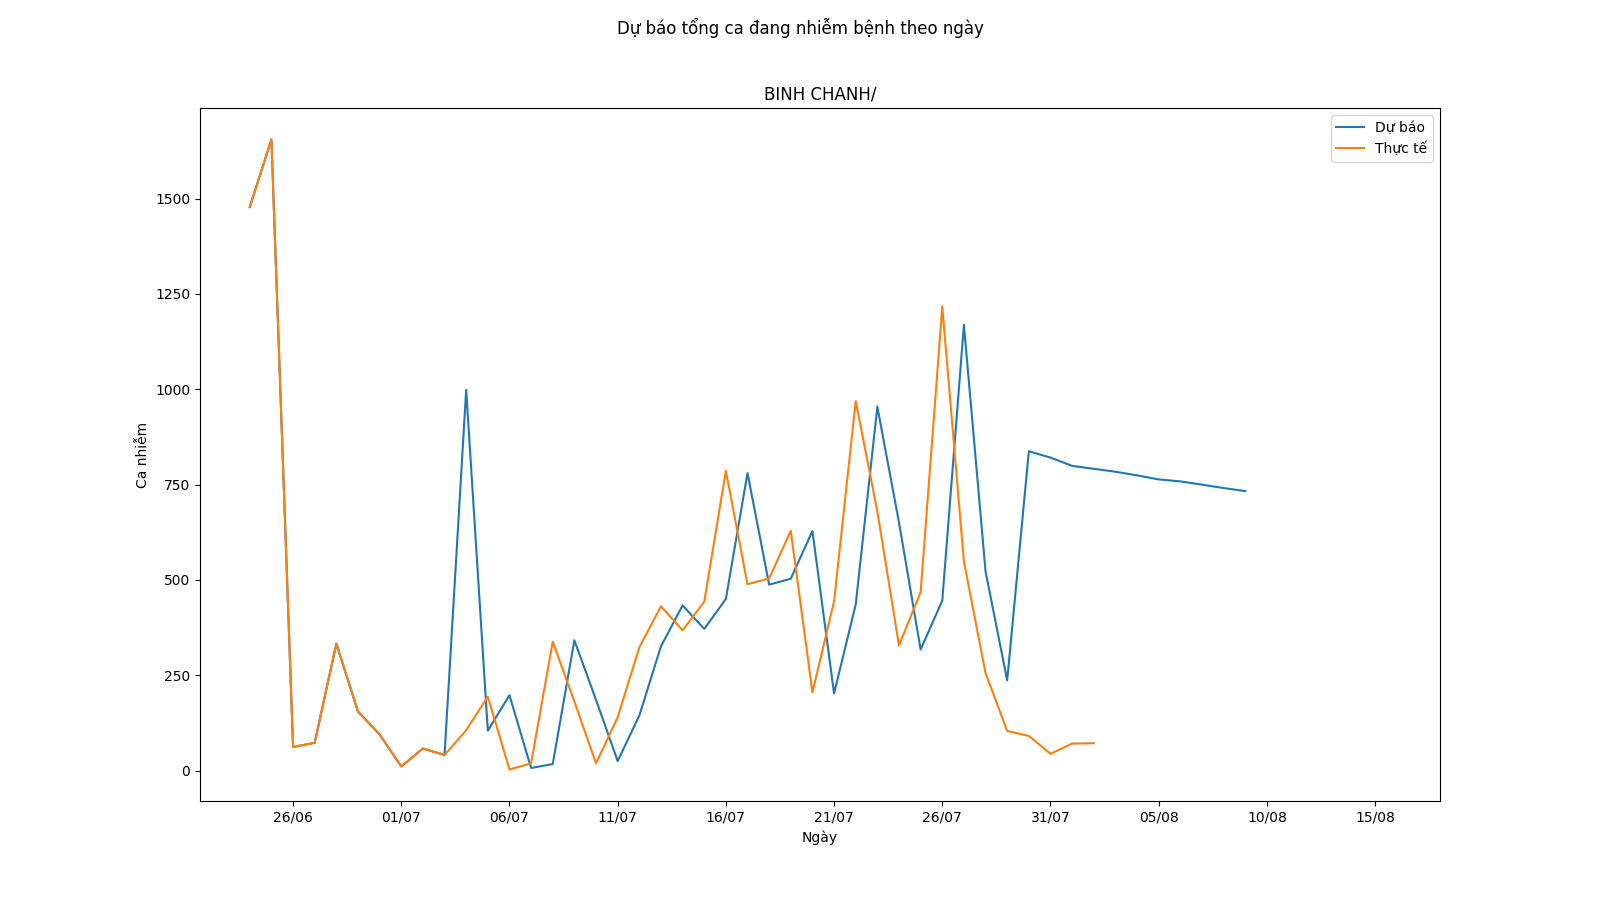 Dự báo tổng ca đang nhiễm bệnh theo ngày
BINH CHANH/
Dự báo
Thực tế
Ca nhiễm
1500
1250
1000
750
500
250
0
26/06 01/07 06/07 11/07 16/07 21/07 26/07 31/07 05/08 10/08 15/08
Ngày